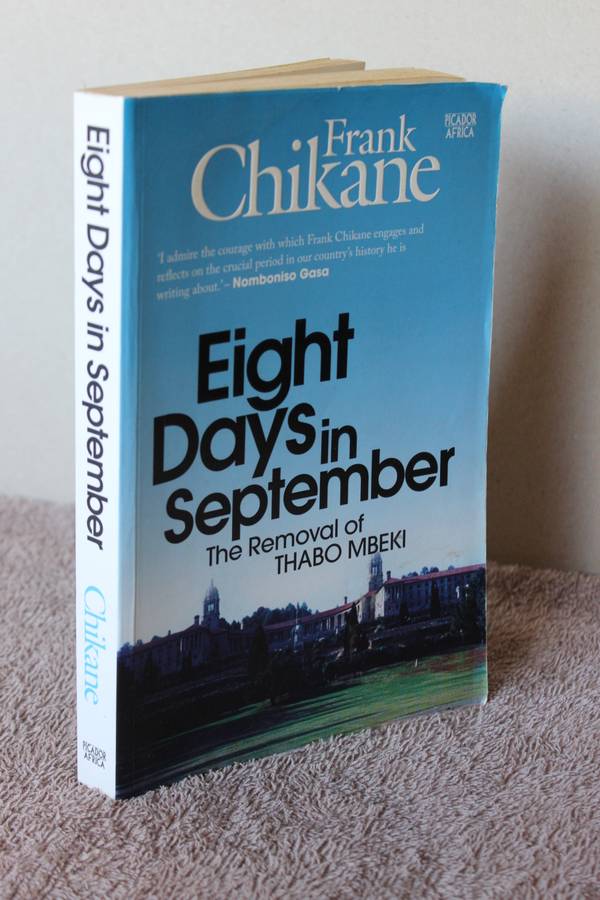 Eight Days in September
Chikane
PICADOR
AFRICA
Frank
Chikane
PICADOR
AFRICA
'I admire the courage with which Frank Chikane engages and
reflects on the crucial period in our country's history he is
writing about.' – Nomboniso Gasa
Eight
Days in
September
The Removal of
THABO MBEKI